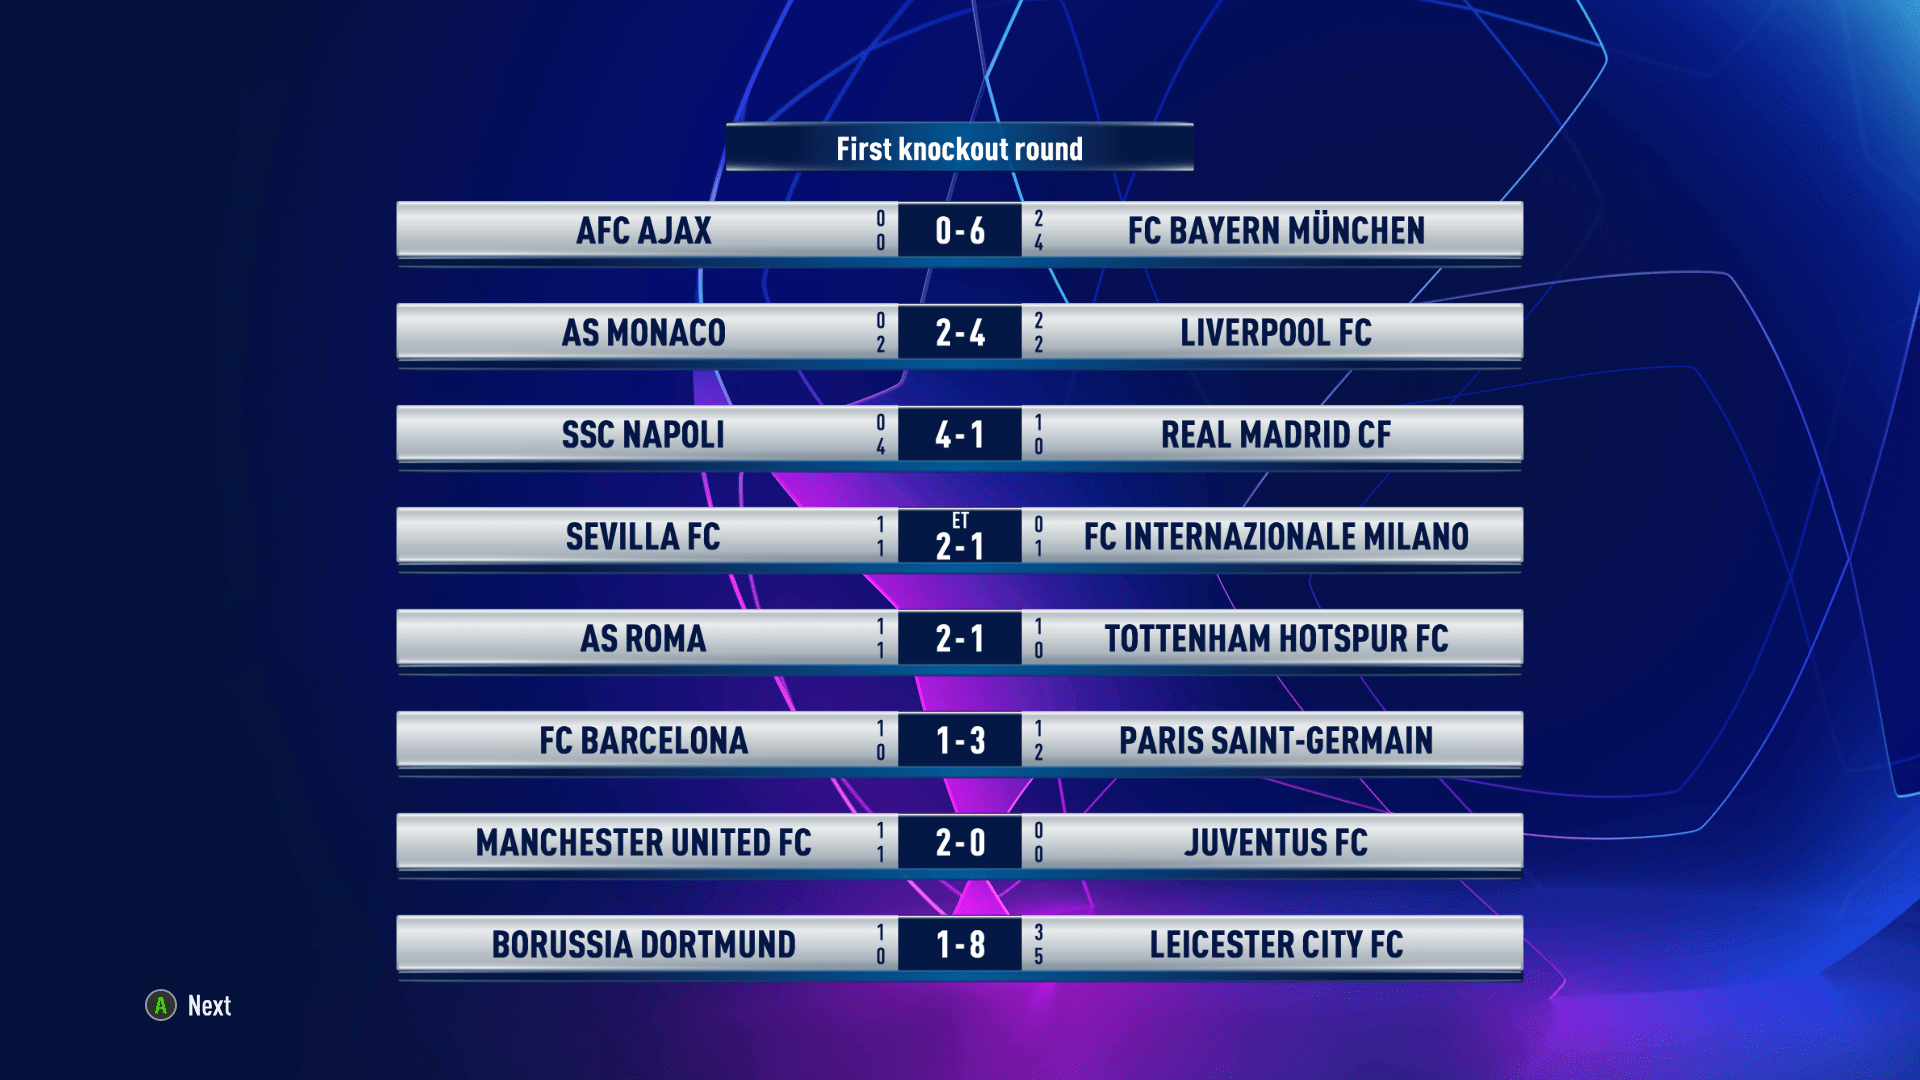 First knockout round
AFC AJAX 0 0 0-6 2 4 FC BAYERN MÜNCHEN
AS MONACO 0 2 2-4 2 2 LIVERPOOL FC
SSC NAPOLI 0 4 4-1 1 0 REAL MADRID CF
SEVILLA FC 1 1 ET 2-1 0 1 FC INTERNAZIONALE MILANO
AS ROMA 1 1 2-1 1 0 TOTTENHAM HOTSPUR FC
FC BARCELONA 1 0 1-3 1 2 PARIS SAINT-GERMAIN
MANCHESTER UNITED FC 1 1 2-0 0 0 JUVENTUS FC
BORUSSIA DORTMUND 1 0 1-8 3 5 LEICESTER CITY FC
A Next